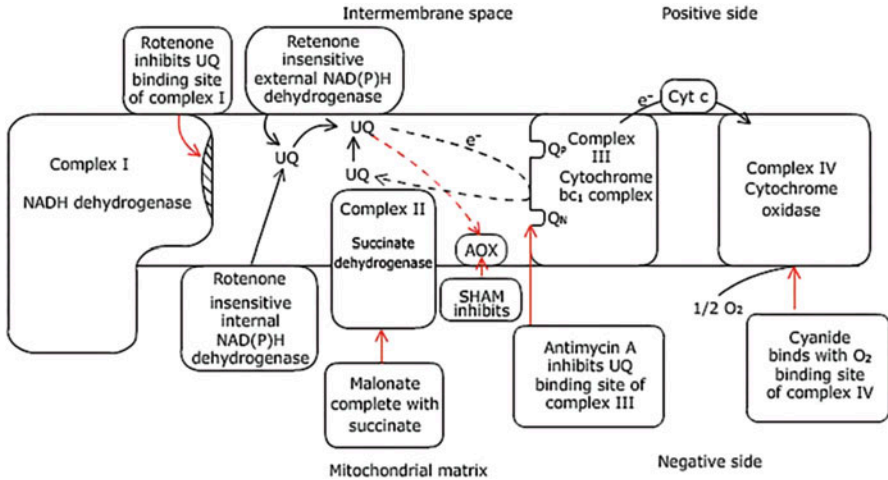 Intermembrane space
Positive side
Rotenone
inhibits UQ
binding site
of complex I
Retenone
insensitive
external NAD(P)H
dehydrogenase
e-
Cyt c
Complex I
NADH dehydrogenase
UQ
UQ
UQ
e-
QP
QN
Complex
III
Cytochrome
bc1 complex
Complex IV
Cytochrome
oxidase
Complex II
Succinate
dehydrogenase
AOX
SHAM
inhibits
Rotenone
insensitive
internal
NAD(P)H
dehydrogenase
1/2 O2
Malonate
complete with
succinate
Antimycin A
inhibits UQ
binding site of
complex III
Cyanide
binds with O2
binding site
of complex IV
Mitochondrial matrix
Negative side